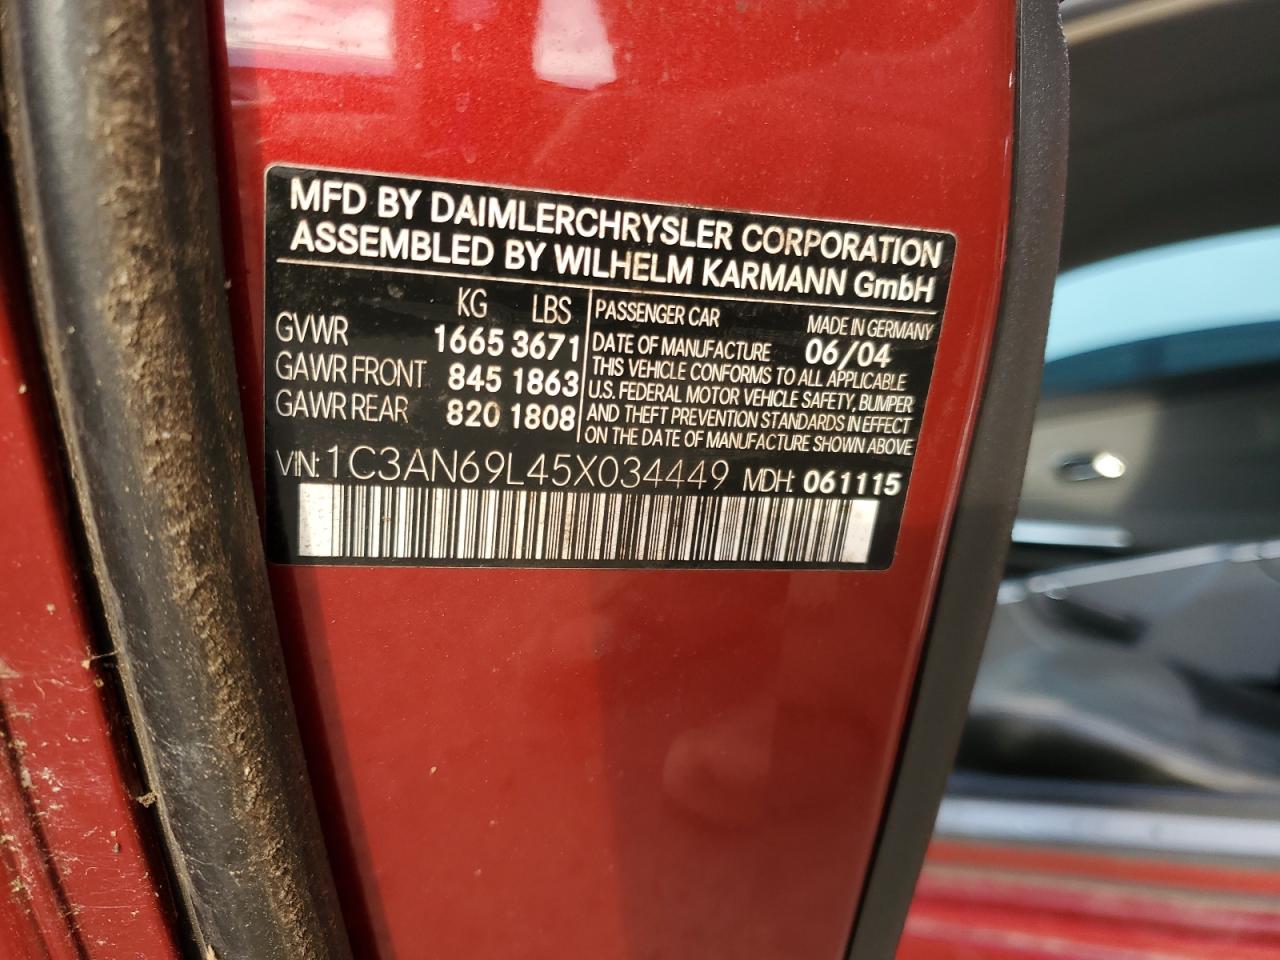 MFD BY DAIMLERCHRYSLER CORPORATION
ASSEMBLED BY WILHELM KARMANN GmbH
KG LBS
GVWR 1665 3671
GAWR FRONT 845 1863
GAWR REAR 820 1808
PASSENGER CAR MADE IN GERMANY
DATE OF MANUFACTURE 06/04
THIS VEHICLE CONFORMS TO ALL APPLICABLE
U.S. FEDERAL MOTOR VEHICLE SAFETY, BUMPER
AND THEFT PREVENTION STANDARDS IN EFFECT
ON THE DATE OF MANUFACTURE SHOWN ABOVE
VIN: 1C3AN69L45X034449 MDH: 061115